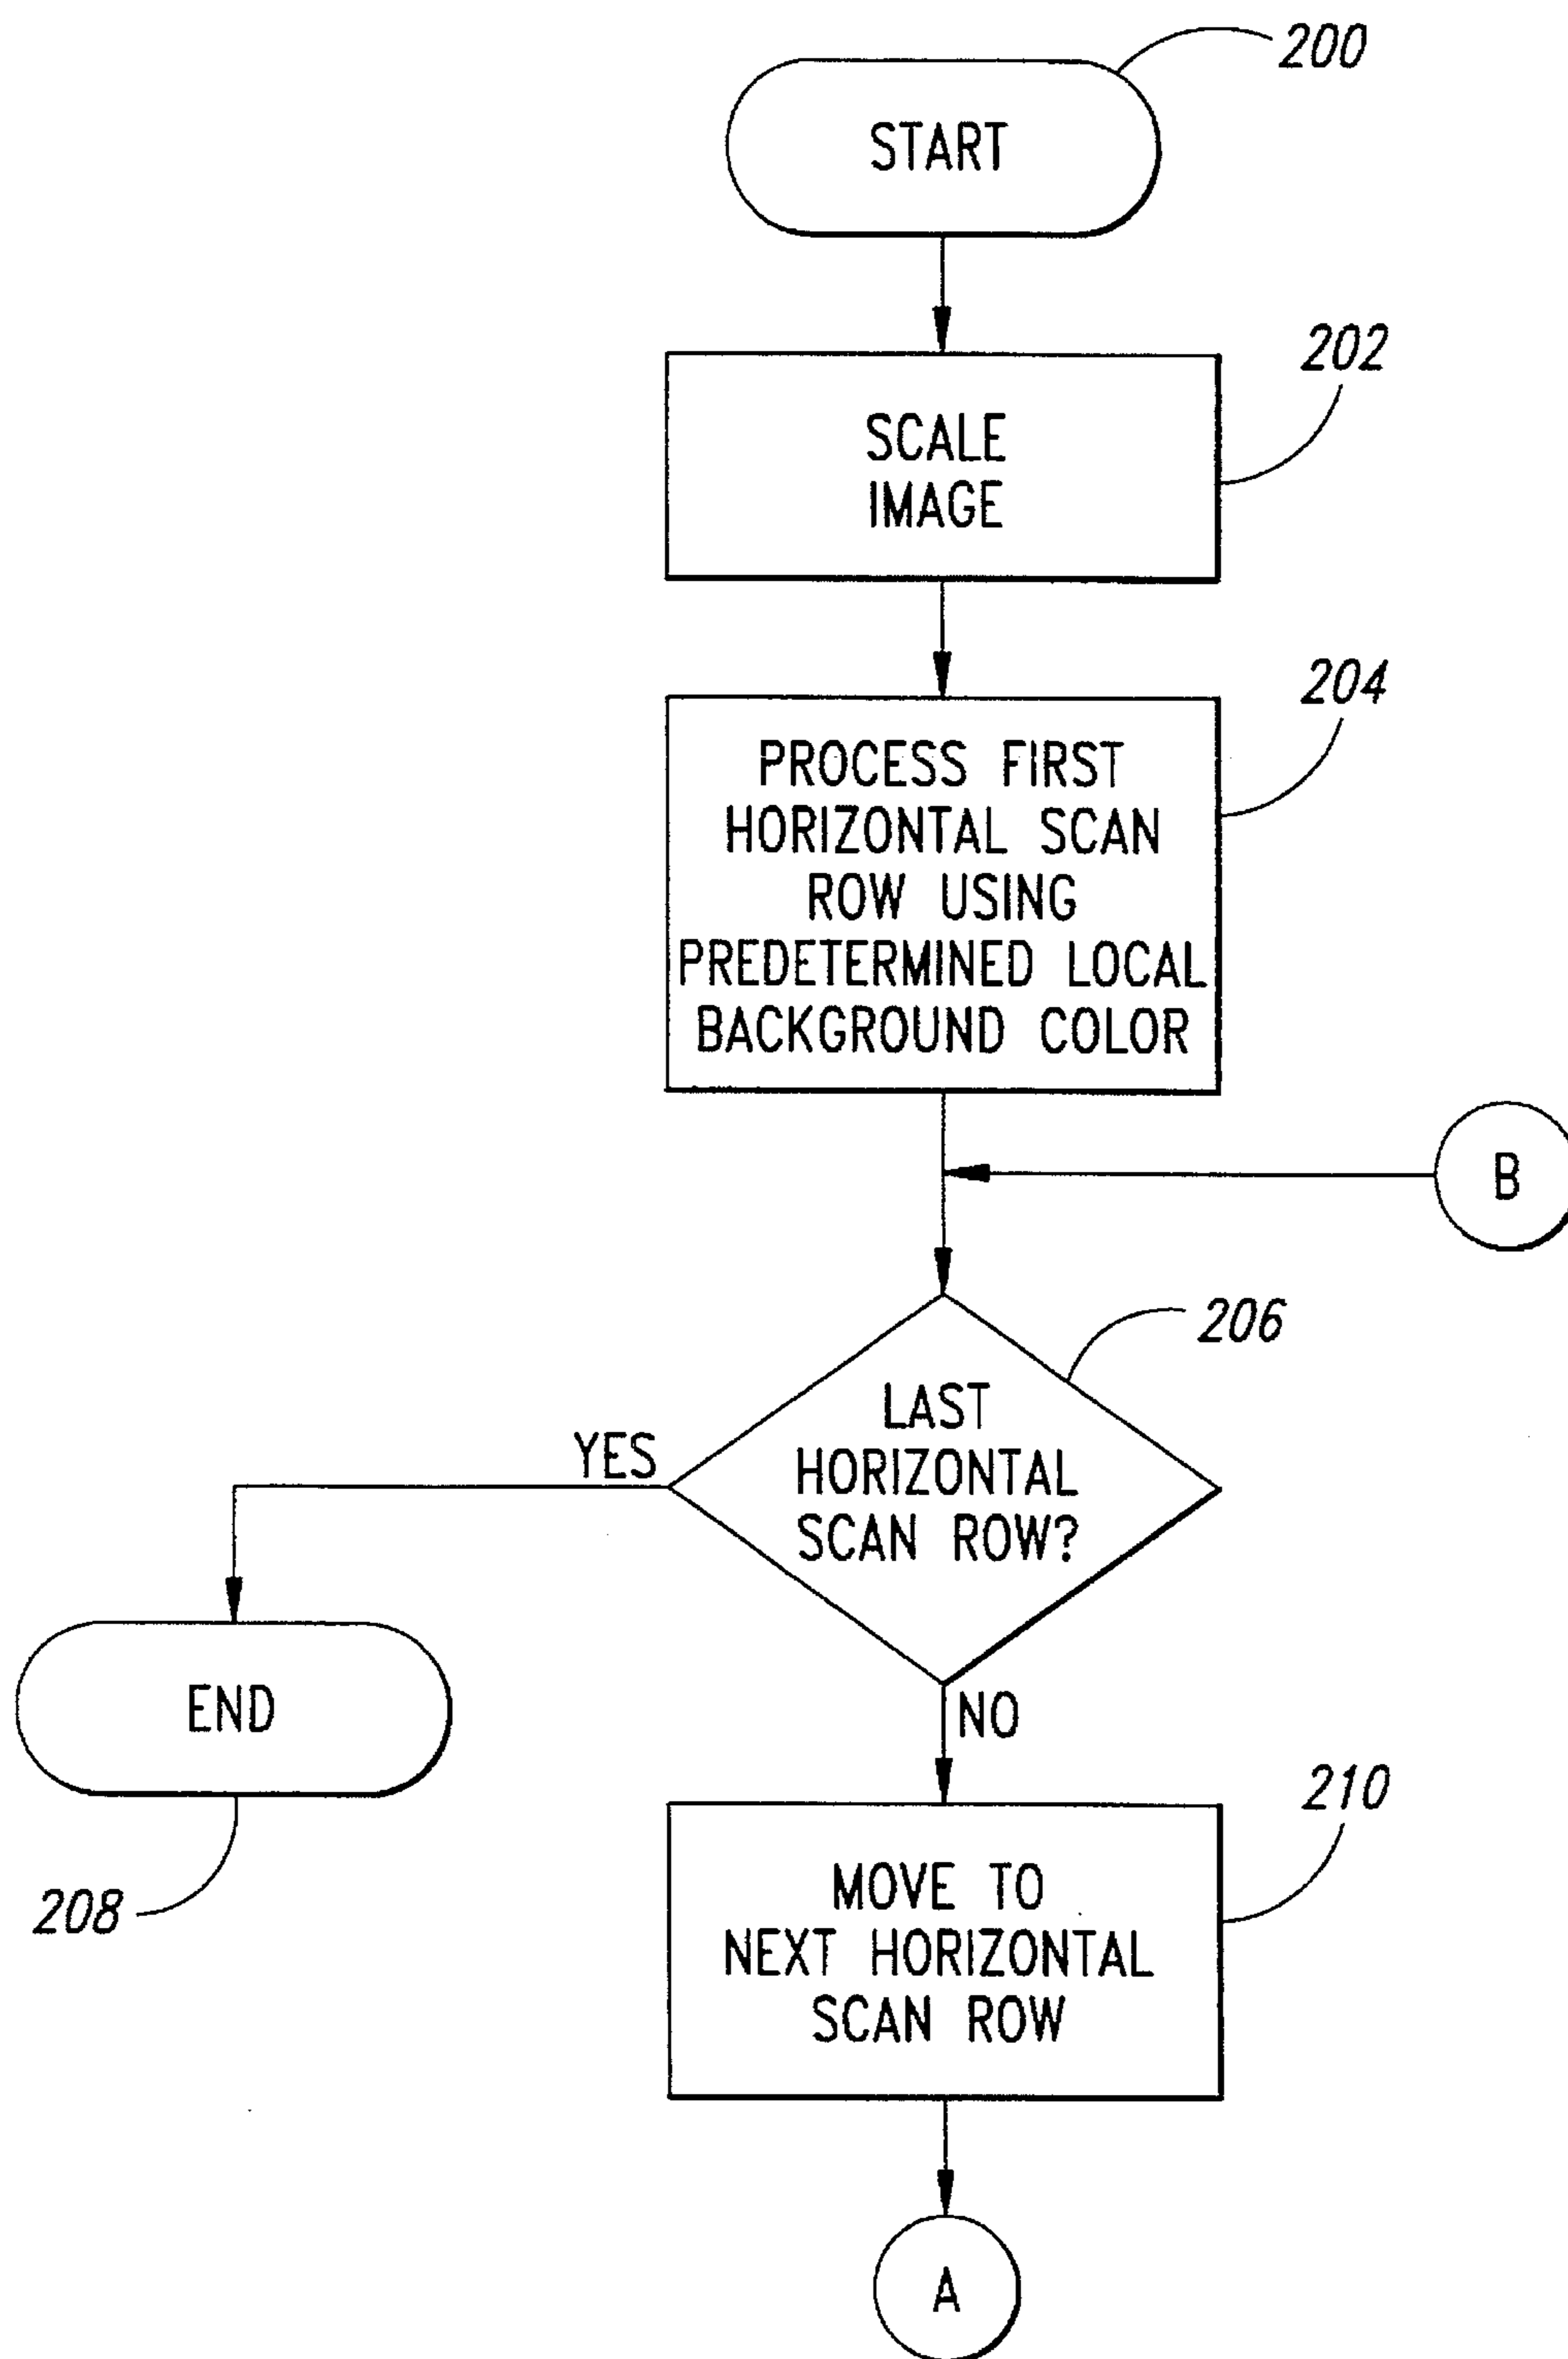 200
START
202
SCALE
IMAGE
204
PROCESS FIRST
HORIZONTAL SCAN
ROW USING
PREDETERMINED LOCAL
BACKGROUND COLOR
B
206
LAST
HORIZONTAL
SCAN ROW?
YES
END
208
NO
210
MOVE TO
NEXT HORIZONTAL
SCAN ROW
A